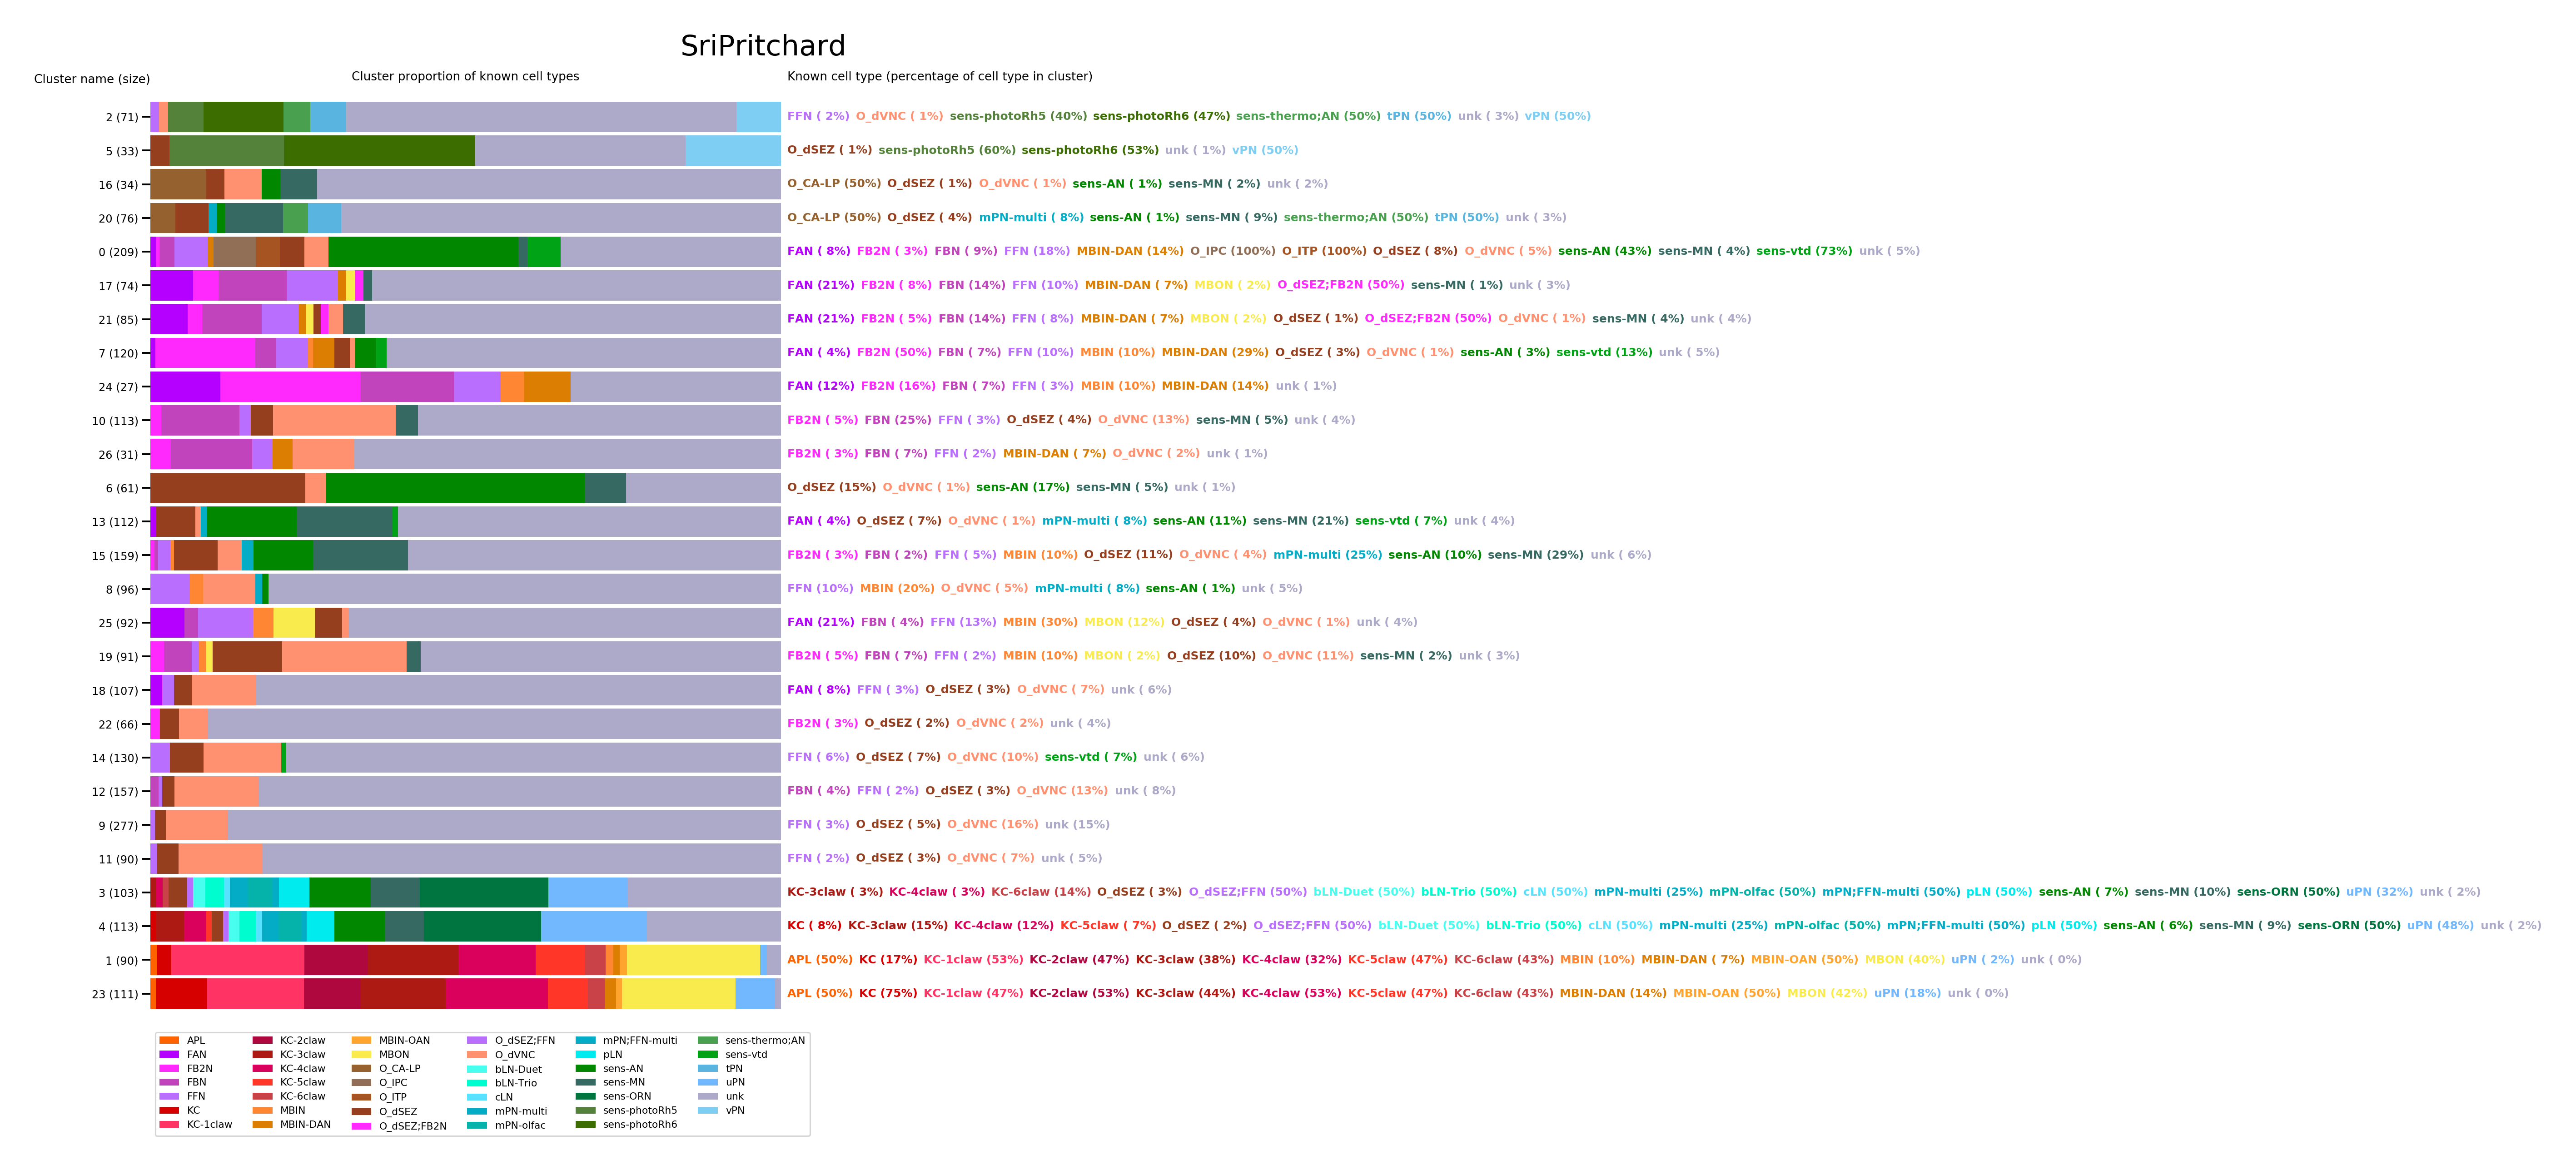 SriPritchard
Cluster name (size) Cluster proportion of known cell types Known cell type (percentage of cell type in cluster)
2 (71) FFN ( 2%) O_dVNC ( 1%) sens-photoRh5 (40%) sens-photoRh6 (47%) sens-thermo;AN (50%) tPN (50%) unk ( 3%) vPN (50%)
5 (33) O_dSEZ ( 1%) sens-photoRh5 (60%) sens-photoRh6 (53%) unk ( 1%) vPN (50%)
16 (34) O_CA-LP (50%) O_dSEZ ( 1%) O_dVNC ( 1%) sens-AN ( 1%) sens-MN ( 2%) unk ( 2%)
20 (76) O_CA-LP (50%) O_dSEZ ( 4%) mPN-multi ( 8%) sens-AN ( 1%) sens-MN ( 9%) sens-thermo;AN (50%) tPN (50%) unk ( 3%)
0 (209) FAN ( 8%) FB2N ( 3%) FBN ( 9%) FFN (18%) MBIN-DAN (14%) O_IPC (100%) O_ITP (100%) O_dSEZ ( 8%) O_dVNC ( 5%) sens-AN (43%) sens-MN ( 4%) sens-vtd (73%) unk ( 5%)
17 (74) FAN (21%) FB2N ( 8%) FBN (14%) FFN (10%) MBIN-DAN ( 7%) MBON ( 2%) O_dSEZ;FB2N (50%) sens-MN ( 1%) unk ( 3%)
21 (85) FAN (21%) FB2N ( 5%) FBN (14%) FFN ( 8%) MBIN-DAN ( 7%) MBON ( 2%) O_dSEZ ( 1%) O_dSEZ;FB2N (50%) O_dVNC ( 1%) sens-MN ( 4%) unk ( 4%)
7 (120) FAN ( 4%) FB2N (50%) FBN ( 7%) FFN (10%) MBIN (10%) MBIN-DAN (29%) O_dSEZ ( 3%) O_dVNC ( 1%) sens-AN ( 3%) sens-vtd (13%) unk ( 5%)
24 (27) FAN (12%) FB2N (16%) FBN ( 7%) FFN ( 3%) MBIN (10%) MBIN-DAN (14%) unk ( 1%)
10 (113) FB2N ( 5%) FBN (25%) FFN ( 3%) O_dSEZ ( 4%) O_dVNC (13%) sens-MN ( 5%) unk ( 4%)
26 (31) FB2N ( 3%) FBN ( 7%) FFN ( 2%) MBIN-DAN ( 7%) O_dVNC ( 2%) unk ( 1%)
6 (61) O_dSEZ (15%) O_dVNC ( 1%) sens-AN (17%) sens-MN ( 5%) unk ( 1%)
13 (112) FAN ( 4%) O_dSEZ ( 7%) O_dVNC ( 1%) mPN-multi ( 8%) sens-AN (11%) sens-MN (21%) sens-vtd ( 7%) unk ( 4%)
15 (159) FB2N ( 3%) FBN ( 2%) FFN ( 5%) MBIN (10%) O_dSEZ (11%) O_dVNC ( 4%) mPN-multi (25%) sens-AN (10%) sens-MN (29%) unk ( 6%)
8 (96) FFN (10%) MBIN (20%) O_dVNC ( 5%) mPN-multi ( 8%) sens-AN ( 1%) unk ( 5%)
25 (92) FAN (21%) FBN ( 4%) FFN (13%) MBIN (30%) MBON (12%) O_dSEZ ( 4%) O_dVNC ( 1%) unk ( 4%)
19 (91) FB2N ( 5%) FBN ( 7%) FFN ( 2%) MBIN (10%) MBON ( 2%) O_dSEZ (10%) O_dVNC (11%) sens-MN ( 2%) unk ( 3%)
18 (107) FAN ( 8%) FFN ( 3%) O_dSEZ ( 3%) O_dVNC ( 7%) unk ( 6%)
22 (66) FB2N ( 3%) O_dSEZ ( 2%) O_dVNC ( 2%) unk ( 4%)
14 (130) FFN ( 6%) O_dSEZ ( 7%) O_dVNC (10%) sens-vtd ( 7%) unk ( 6%)
12 (157) FBN ( 4%) FFN ( 2%) O_dSEZ ( 3%) O_dVNC (13%) unk ( 8%)
9 (277) FFN ( 3%) O_dSEZ ( 5%) O_dVNC (16%) unk (15%)
11 (90) FFN ( 2%) O_dSEZ ( 3%) O_dVNC ( 7%) unk ( 5%)
3 (103) KC-3claw ( 3%) KC-4claw ( 3%) KC-6claw (14%) O_dSEZ ( 3%) O_dSEZ;FFN (50%) bLN-Duet (50%) bLN-Trio (50%) cLN (50%) mPN-multi (25%) mPN-olfac (50%) mPN;FFN-multi (50%) pLN (50%) sens-AN ( 7%) sens-MN (10%) sens-ORN (50%) uPN (32%) unk ( 2%)
4 (113) KC ( 8%) KC-3claw (15%) KC-4claw (12%) KC-5claw ( 7%) O_dSEZ ( 2%) O_dSEZ;FFN (50%) bLN-Duet (50%) bLN-Trio (50%) cLN (50%) mPN-multi (25%) mPN-olfac (50%) mPN;FFN-multi (50%) pLN (50%) sens-AN ( 6%) sens-MN ( 9%) sens-ORN (50%) uPN (48%) unk ( 2%)
1 (90) APL (50%) KC (17%) KC-1claw (53%) KC-2claw (47%) KC-3claw (38%) KC-4claw (32%) KC-5claw (47%) KC-6claw (43%) MBIN (10%) MBIN-DAN ( 7%) MBIN-OAN (50%) MBON (40%) uPN ( 2%) unk ( 0%)
23 (111) APL (50%) KC (75%) KC-1claw (47%) KC-2claw (53%) KC-3claw (44%) KC-4claw (53%) KC-5claw (47%) KC-6claw (43%) MBIN-DAN (14%) MBIN-OAN (50%) MBON (42%) uPN (18%) unk ( 0%)
APL KC-2claw MBIN-OAN O_dSEZ;FFN mPN;FFN-multi sens-thermo;AN
FAN KC-3claw MBON O_dVNC pLN sens-vtd
FB2N KC-4claw O_CA-LP bLN-Duet sens-AN tPN
FBN KC-5claw O_IPC bLN-Trio sens-MN uPN
FFN KC-6claw O_ITP cLN sens-ORN unk
KC MBIN O_dSEZ mPN-multi sens-photoRh5 vPN
KC-1claw MBIN-DAN O_dSEZ;FB2N mPN-olfac sens-photoRh6